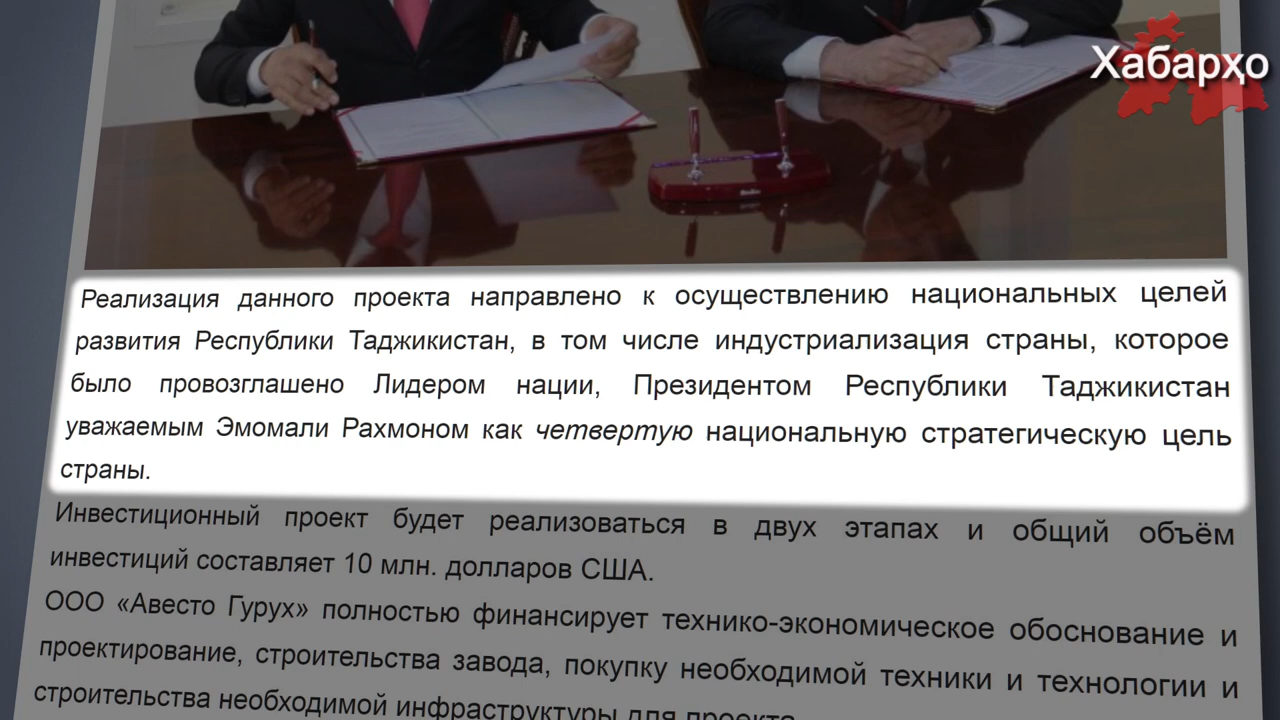 Хабарҳо
Реализация данного проекта направлено к осуществлению национальных целей
развития Республики Таджикистан, в том числе индустриализация страны, которое
было провозглашено Лидером нации, Президентом Республики Таджикистан
уважаемым Эмомали Рахмоном как четвертую национальную стратегическую цель
страны.
Инвестиционный проект будет реализоваться в двух этапах и общий объём
инвестиций составляет 10 млн. долларов США.
ООО «Авесто Гурух» полностью финансирует технико-экономическое обоснование и
проектирование, строительства завода, покупку необходимой техники и технологии и
строительства необходимой инфраструктуры для проекта.